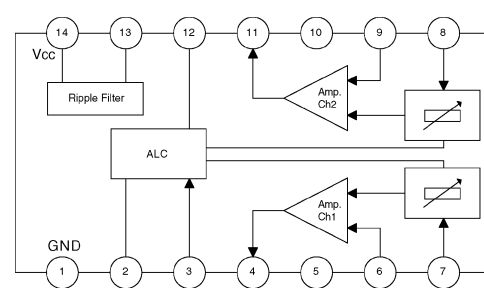 14 13 12 11 10 9 8
Vcc
Ripple Filter
Amp.
Ch2
ALC
Amp.
Ch1
GND
1 2 3 4 5 6 7